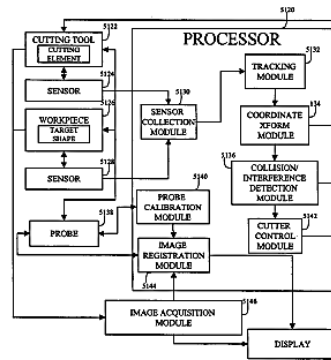 5120
5122
CUTTING TOOL
CUTTING
ELEMENT
PROCESSOR
5132
TRACKING
MODULE
5124
SENSOR
5130
SENSOR
COLLECTION
MODULE
5126
WORKPIECE
TARGET
SHAPE
134
COORDINATE
XFORM
MODULE
5136
COLLISION/
INTERFERENCE
DETECTION
MODULE
5128
SENSOR
5140
PROBE
CALIBRATION
MODULE
5138
PROBE
5142
CUTTER
CONTROL
MODULE
IMAGE
REGISTRATION
MODULE
5144
5148
IMAGE ACQUISITION
MODULE
DISPLAY